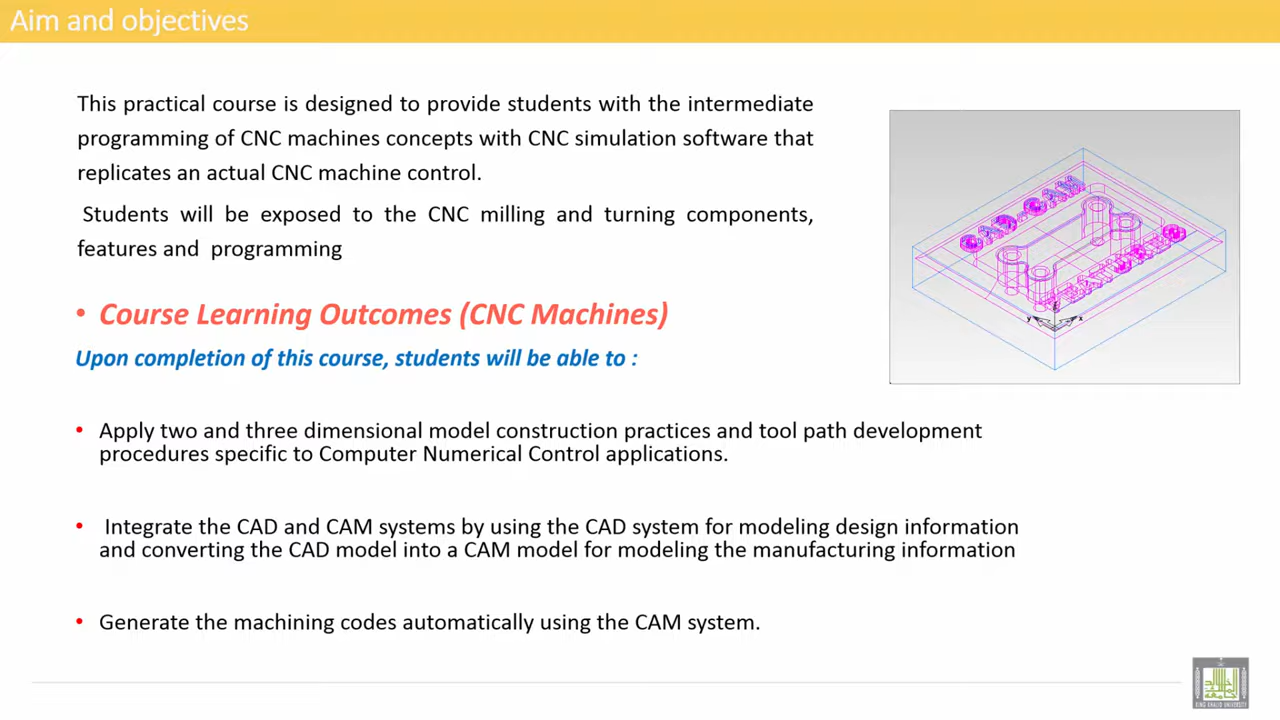 Aim and objectives
This practical course is designed to provide students with the intermediate
programming of CNC machines concepts with CNC simulation software that
replicates an actual CNC machine control.
Students will be exposed to the CNC milling and turning components,
features and programming
• Course Learning Outcomes (CNC Machines)
Upon completion of this course, students will be able to :
• Apply two and three dimensional model construction practices and tool path development
procedures specific to Computer Numerical Control applications.
• Integrate the CAD and CAM systems by using the CAD system for modeling design information
and converting the CAD model into a CAM model for modeling the manufacturing information
• Generate the machining codes automatically using the CAM system.
KING KHALID UNIVERSITY